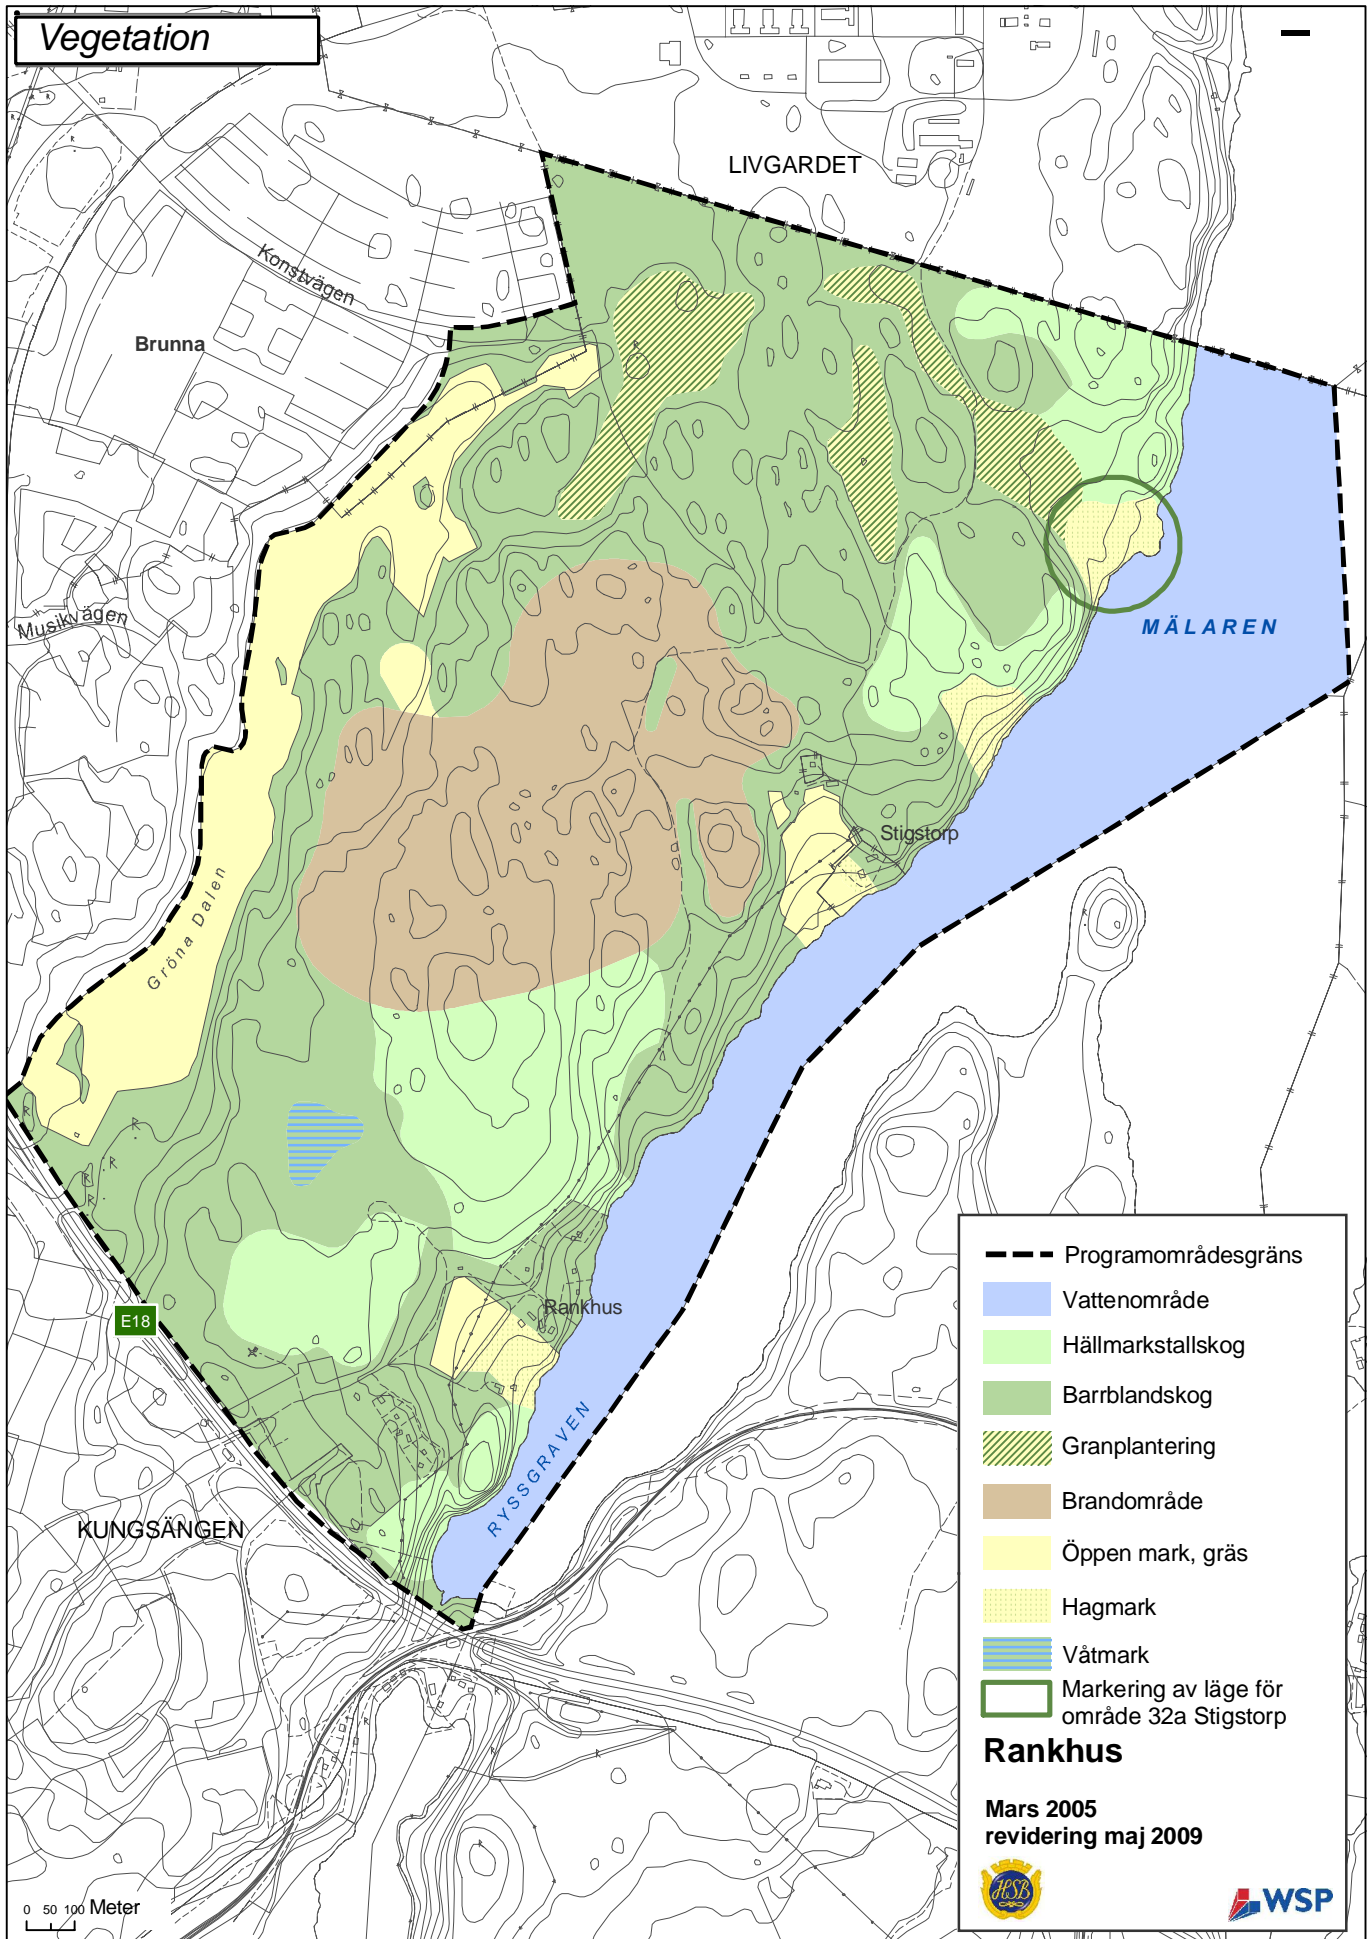 Vegetation
LIVGARDET
Konstvägen
Brunna
Musikvägen
MÄLAREN
Stigstorp
Gröna Dalen
Rankhus
E18
RYSSGRAVEN
KUNGSÄNGEN
Programområdesgräns
Vattenområde
Hällmarkstallskog
Barrblandskog
Granplantering
Brandområde
Öppen mark, gräs
Hagmark
Våtmark
Markering av läge för
område 32a Stigstorp
Rankhus
Mars 2005
revidering maj 2009
HSB
WSP
0 50 100 Meter